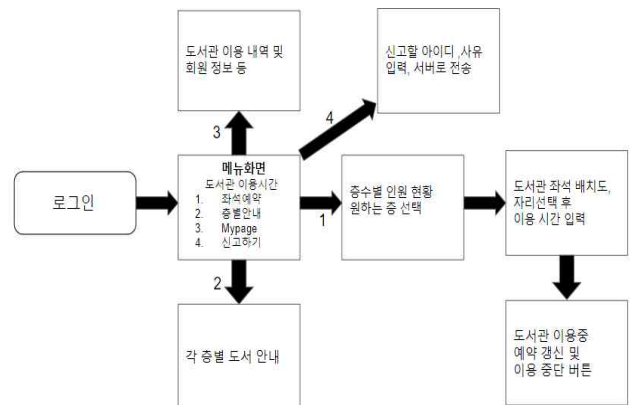 도서관 이용 내역 및
회원 정보 등
신고할 아이디 ,사유
입력, 서버로 전송
3
4
로그인
메뉴화면
도서관 이용시간
1. 좌석예약
2. 층별안내
3. Mypage
4. 신고하기
1
층수별 인원 현황
원하는 층 선택
도서관 좌석 배치도,
자리선택 후
이용 시간 입력
2
각 층별 도서 안내
도서관 이용중
예약 갱신 및
이용 중단 버튼